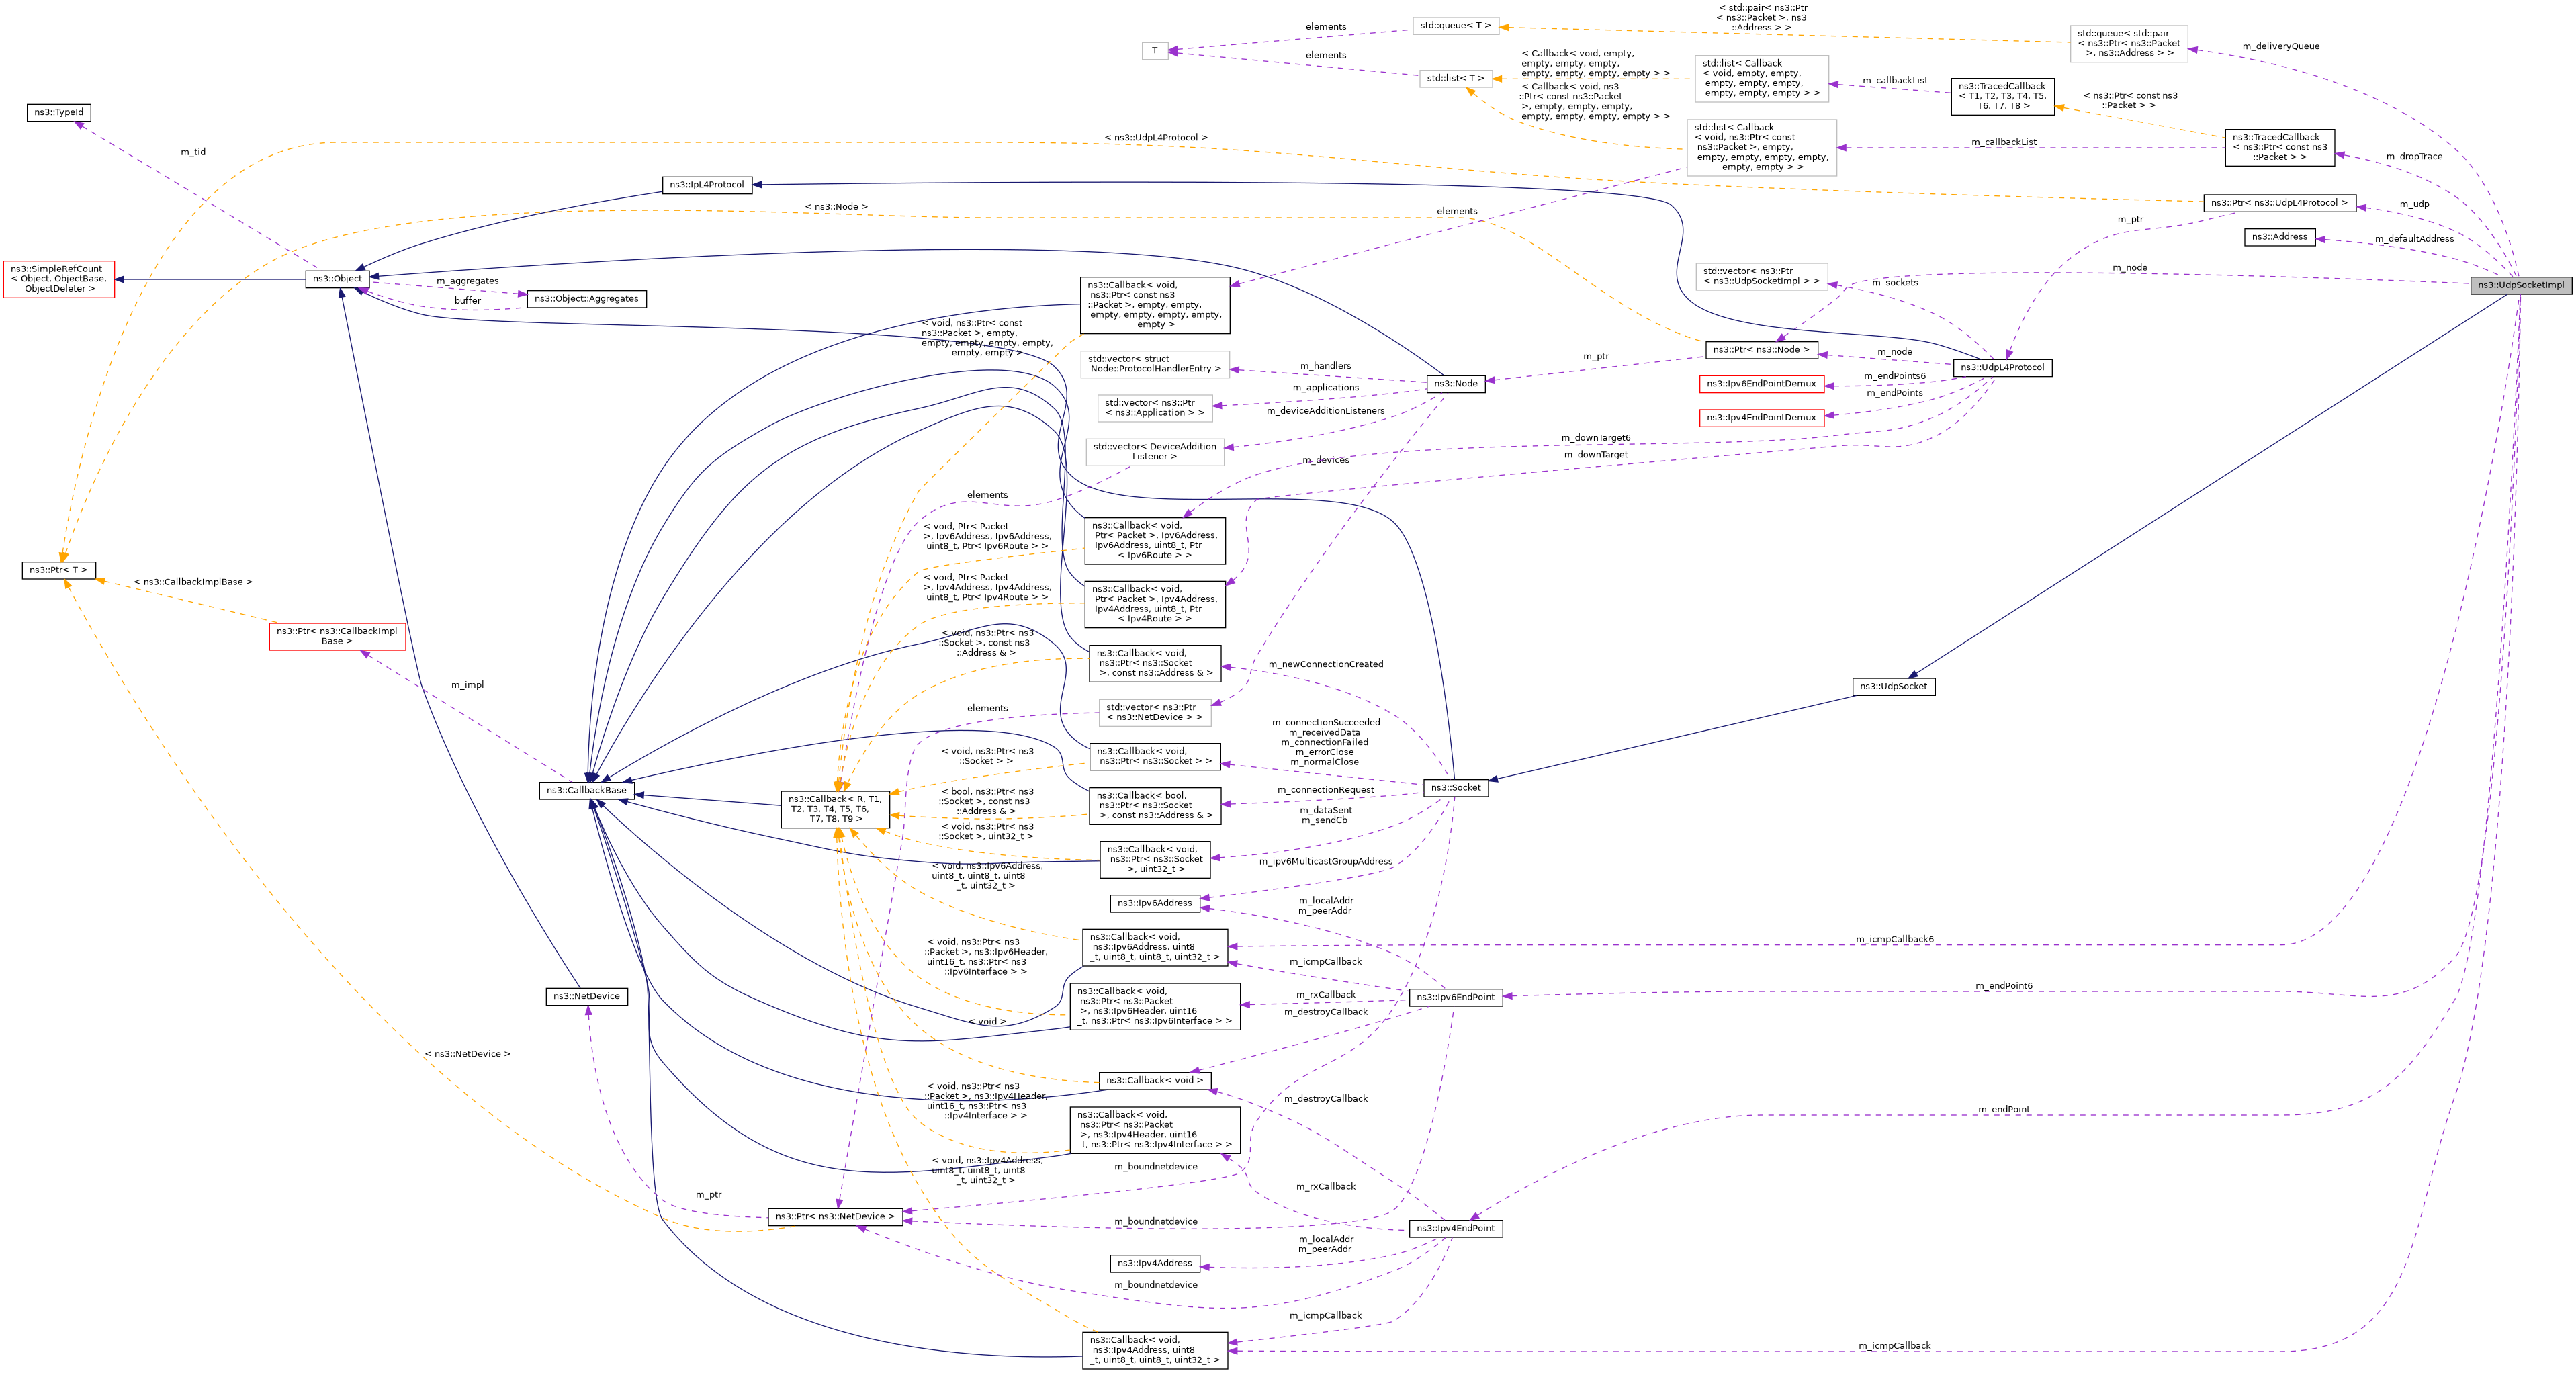 < std::pair< ns3::Ptr
< ns3::Packet >, ns3
::Address > >
std::queue< T >
elements
T
elements
std::list< T >
std::queue< std::pair
< ns3::Ptr< ns3::Packet
>, ns3::Address > >
m_deliveryQueue
< Callback< void, empty,
empty, empty, empty,
empty, empty, empty, empty > >
std::list< Callback
< void, empty, empty,
empty, empty, empty,
empty, empty, empty > >
m_callbackList
ns3::TracedCallback
< T1, T2, T3, T4, T5,
T6, T7, T8 >
< ns3::Ptr< const ns3
::Packet > >
< Callback< void, ns3
::Ptr< const ns3::Packet
>, empty, empty, empty,
empty, empty, empty, empty > >
std::list< Callback
< void, ns3::Ptr< const
ns3::Packet >, empty,
empty, empty, empty, empty,
empty, empty > >
m_callbackList
ns3::TracedCallback
< ns3::Ptr< const ns3
::Packet > >
m_dropTrace
ns3::TypeId
m_tid
< ns3::UdpL4Protocol >
ns3::IpL4Protocol
< ns3::Node >
elements
ns3::Ptr< ns3::UdpL4Protocol >
m_udp
m_ptr
ns3::Address
m_defaultAddress
ns3::SimpleRefCount
< Object, ObjectBase,
ObjectDeleter >
ns3::Object
m_aggregates
buffer
ns3::Object::Aggregates
ns3::Callback< void,
ns3::Ptr< const ns3
::Packet >, empty, empty,
empty, empty, empty, empty,
empty >
std::vector< ns3::Ptr
< ns3::UdpSocketImpl > >
m_sockets
m_node
ns3::UdpSocketImpl
< void, ns3::Ptr< const
ns3::Packet >, empty,
empty, empty, empty, empty,
empty, empty >
std::vector< struct
Node::ProtocolHandlerEntry >
m_handlers
m_applications
std::vector< ns3::Ptr
< ns3::Application > >
m_deviceAdditionListeners
ns3::Node
m_ptr
ns3::Ptr< ns3::Node >
m_node
ns3::UdpL4Protocol
m_endPoints6
ns3::Ipv6EndPointDemux
m_endPoints
ns3::Ipv4EndPointDemux
std::vector< DeviceAddition
Listener >
m_devices
m_downTarget6
m_downTarget
elements
< void, Ptr< Packet
>, Ipv6Address, Ipv6Address,
uint8_t, Ptr< Ipv6Route > >
ns3::Callback< void,
Ptr< Packet >, Ipv6Address,
Ipv6Address, uint8_t, Ptr
< Ipv6Route > >
ns3::Ptr< T >
< ns3::CallbackImplBase >
< void, Ptr< Packet
>, Ipv4Address, Ipv4Address,
uint8_t, Ptr< Ipv4Route > >
ns3::Callback< void,
Ptr< Packet >, Ipv4Address,
Ipv4Address, uint8_t, Ptr
< Ipv4Route > >
ns3::Ptr< ns3::CallbackImpl
Base >
m_impl
< void, ns3::Ptr< ns3
::Socket >, const ns3
::Address & >
ns3::Callback< void,
ns3::Ptr< ns3::Socket
>, const ns3::Address & >
m_newConnectionCreated
ns3::UdpSocket
elements
std::vector< ns3::Ptr
< ns3::NetDevice > >
m_connectionSucceeded
m_receivedData
m_connectionFailed
m_errorClose
m_normalClose
< void, ns3::Ptr< ns3
::Socket > >
ns3::Callback< void,
ns3::Ptr< ns3::Socket > >
ns3::CallbackBase
ns3::Callback< R, T1,
T2, T3, T4, T5, T6,
T7, T8, T9 >
< bool, ns3::Ptr< ns3
::Socket >, const ns3
::Address & >
ns3::Callback< bool,
ns3::Ptr< ns3::Socket
>, const ns3::Address & >
m_connectionRequest
ns3::Socket
m_dataSent
m_sendCb
< void, ns3::Ptr< ns3
::Socket >, uint32_t >
ns3::Callback< void,
ns3::Ptr< ns3::Socket
>, uint32_t >
m_ipv6MulticastGroupAddress
< void, ns3::Ipv6Address,
uint8_t, uint8_t, uint8
_t, uint32_t >
ns3::Ipv6Address
m_localAddr
m_peerAddr
ns3::Callback< void,
ns3::Ipv6Address, uint8
_t, uint8_t, uint8_t, uint32_t >
m_icmpCallback6
m_icmpCallback
< void, ns3::Ptr< ns3
::Packet >, ns3::Ipv6Header,
uint16_t, ns3::Ptr< ns3
::Ipv6Interface > >
ns3::NetDevice
ns3::Callback< void,
ns3::Ptr< ns3::Packet
>, ns3::Ipv6Header, uint16
_t, ns3::Ptr< ns3::Ipv6Interface > >
m_rxCallback
ns3::Ipv6EndPoint
m_endPoint6
m_destroyCallback
< void >
< ns3::NetDevice >
ns3::Callback< void >
m_destroyCallback
m_endPoint
< void, ns3::Ptr< ns3
::Packet >, ns3::Ipv4Header,
uint16_t, ns3::Ptr< ns3
::Ipv4Interface > >
ns3::Callback< void,
ns3::Ptr< ns3::Packet
>, ns3::Ipv4Header, uint16
_t, ns3::Ptr< ns3::Ipv4Interface > >
< void, ns3::Ipv4Address,
uint8_t, uint8_t, uint8
_t, uint32_t >
m_boundnetdevice
m_rxCallback
m_ptr
ns3::Ptr< ns3::NetDevice >
m_boundnetdevice
ns3::Ipv4EndPoint
m_localAddr
m_peerAddr
ns3::Ipv4Address
m_boundnetdevice
m_icmpCallback
ns3::Callback< void,
ns3::Ipv4Address, uint8
_t, uint8_t, uint8_t, uint32_t >
m_icmpCallback